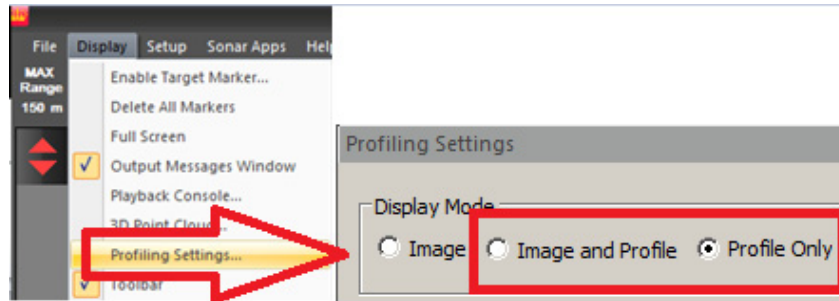 File Display Setup Sonar Apps Hel
MAX
Range
150 m
Enable Target Marker...
Delete All Markers
Full Screen
Output Messages Window
Playback Console...
3D Point Cloud...
Profiling Settings...
Toolbar
Profiling Settings
Display Mode
Image Image and Profile Profile Only